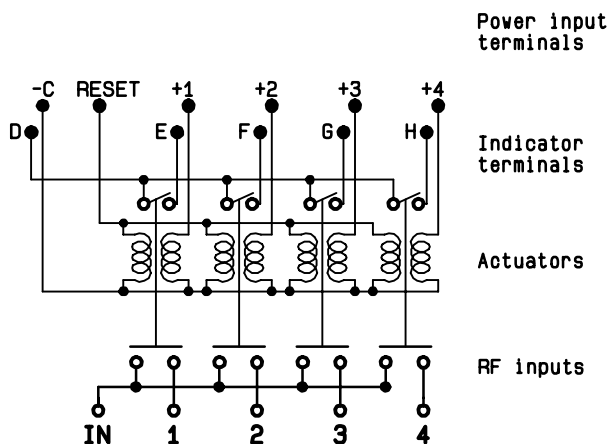 Power input
terminals
-C RESET +1 +2 +3 +4
D E F G H
Indicator
terminals
Actuators
RF inputs
IN 1 2 3 4